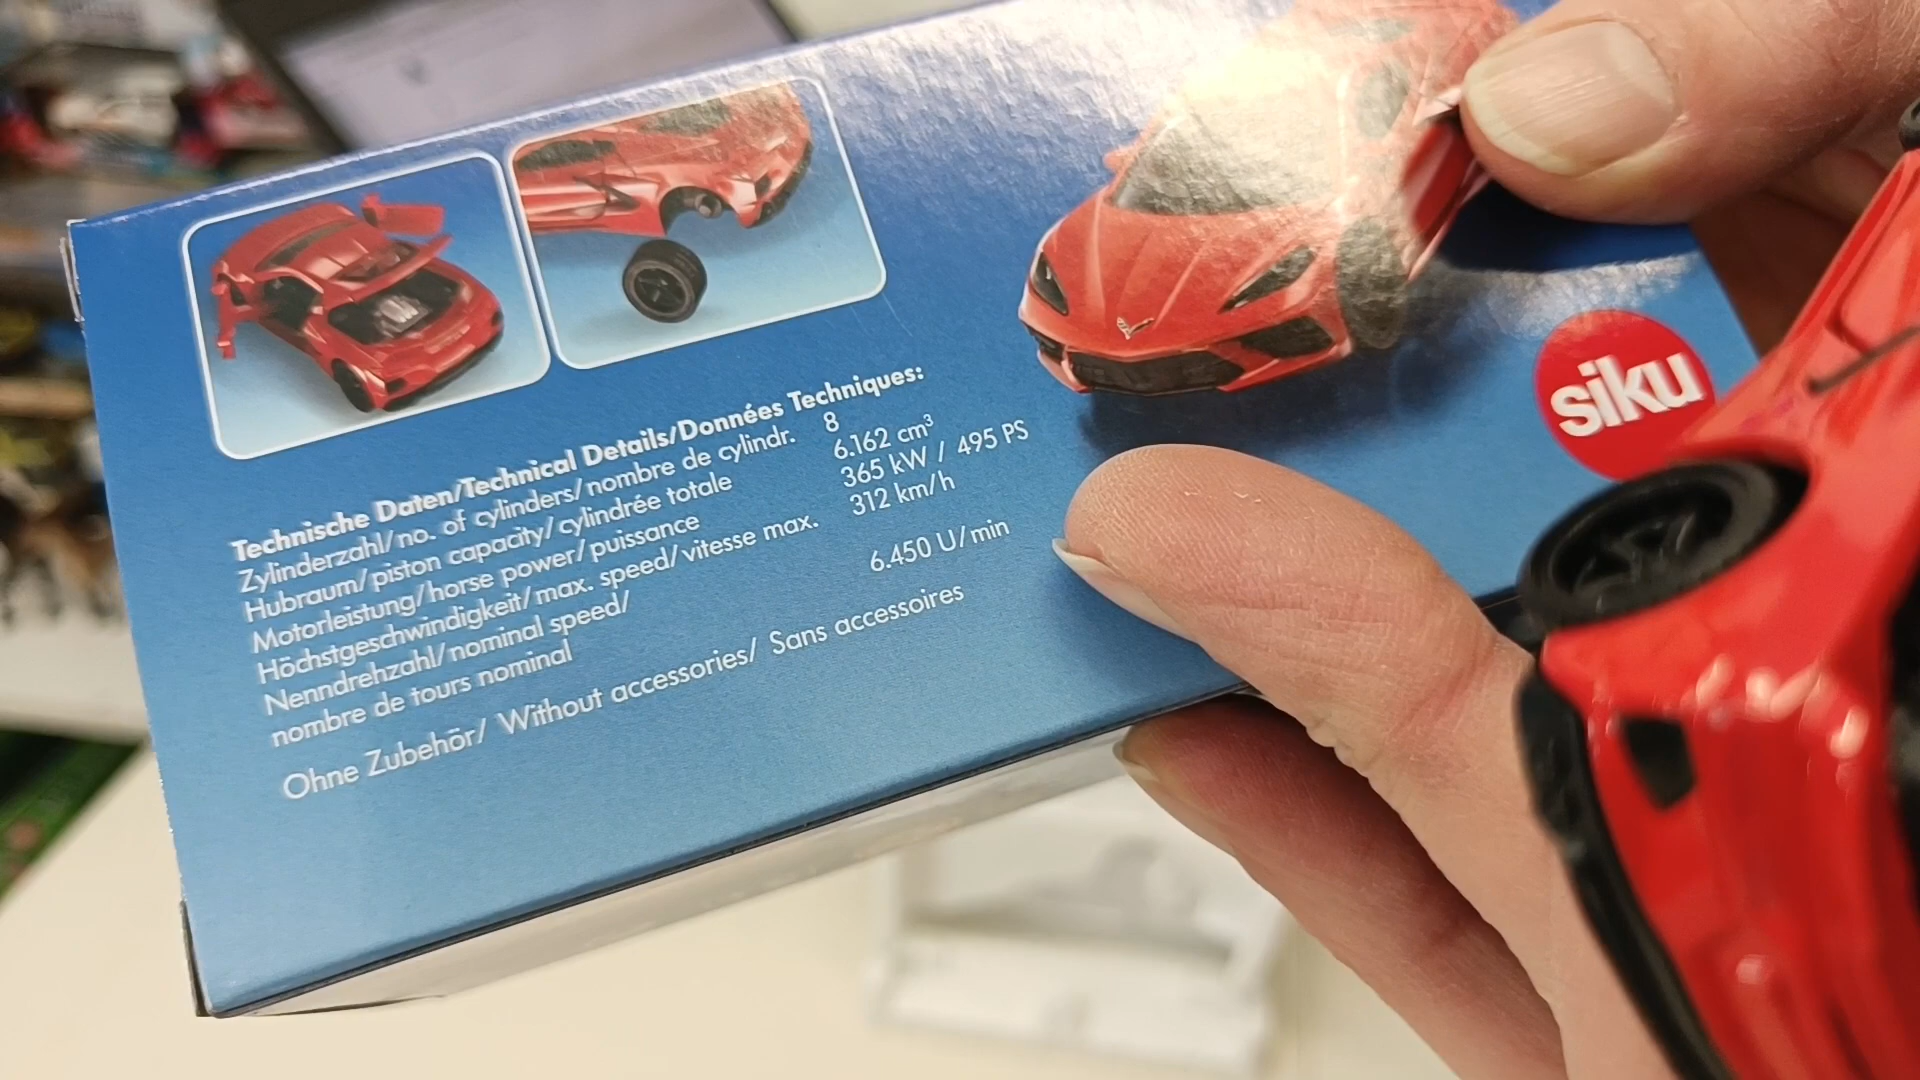 Technische Daten/Technical Details/Données Techniques:
Zylinderzahl/no. of cylinders/nombre de cylindr. 8
Hubraum/piston capacity/cylindrée totale 6.162 cm³
Motorleistung/horse power/puissance 365 kW / 495 PS
Höchstgeschwindigkeit/max. speed/vitesse max. 312 km/h
Nenndrehzahl/nominal speed/
nombre de tours nominal 6.450 U/min
Ohne Zubehör/ Without accessories/ Sans accessoires
siku